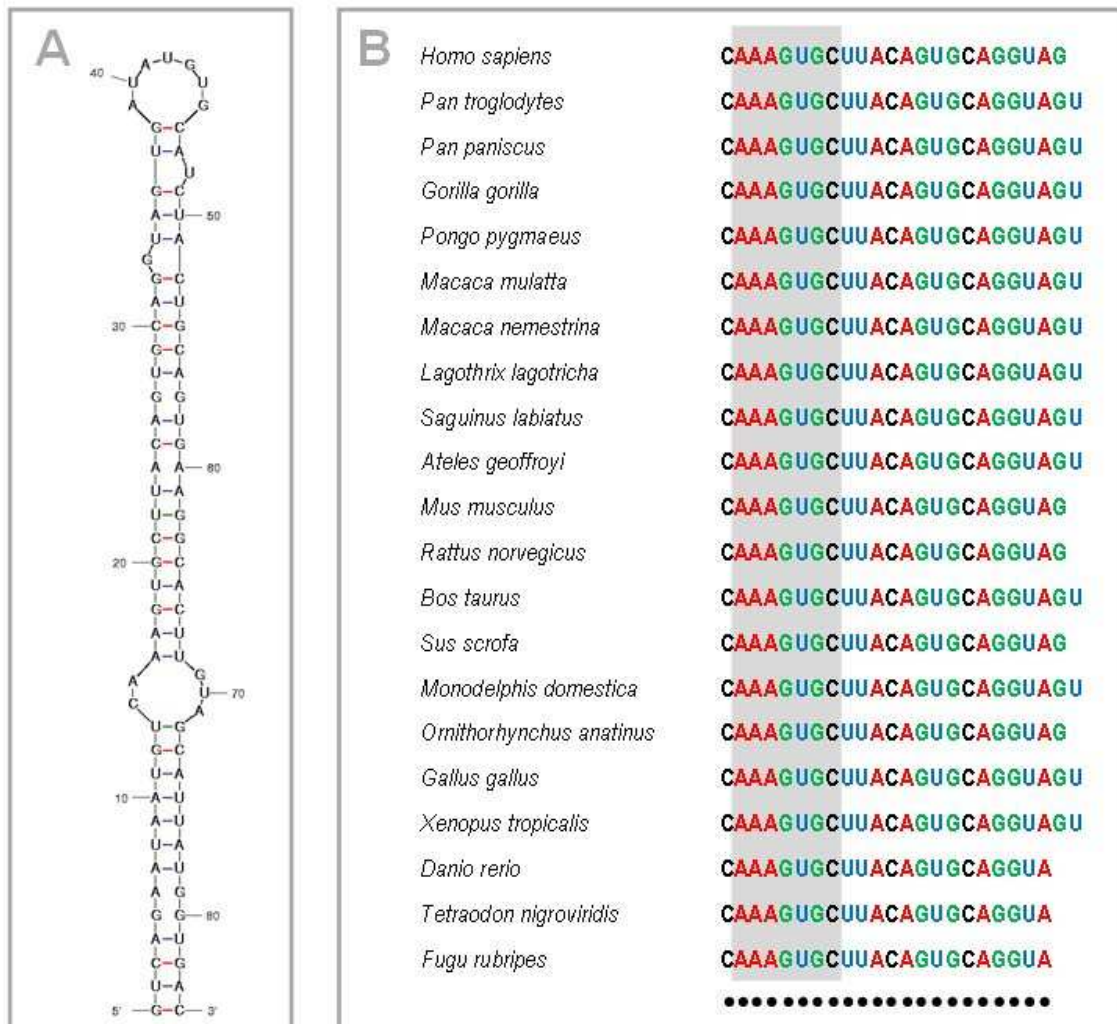 A
40
50
30
60
20
70
10
80
5' GUCAGAAUAAUGUCAAAGUGCUUACAGUGCAGGUAGUGAUAUGUGCAUCUACUGCAGUGAAGGCACUUGUAGCAUUAUGGUGAC 3'
B
Homo sapiens CAAAGUGCUUACAGUGCAGGUAG
Pan troglodytes CAAAGUGCUUACAGUGCAGGUAGU
Pan paniscus CAAAGUGCUUACAGUGCAGGUAGU
Gorilla gorilla CAAAGUGCUUACAGUGCAGGUAGU
Pongo pygmaeus CAAAGUGCUUACAGUGCAGGUAGU
Macaca mulatta CAAAGUGCUUACAGUGCAGGUAGU
Macaca nemestrina CAAAGUGCUUACAGUGCAGGUAGU
Lagothrix lagotricha CAAAGUGCUUACAGUGCAGGUAGU
Saguinus labiatus CAAAGUGCUUACAGUGCAGGUAGU
Ateles geoffroyi CAAAGUGCUUACAGUGCAGGUAGU
Mus musculus CAAAGUGCUUACAGUGCAGGUAG
Rattus norvegicus CAAAGUGCUUACAGUGCAGGUAG
Bos taurus CAAAGUGCUUACAGUGCAGGUAGU
Sus scrofa CAAAGUGCUUACAGUGCAGGUAG
Monodelphis domestica CAAAGUGCUUACAGUGCAGGUAGU
Ornithorhynchus anatinus CAAAGUGCUUACAGUGCAGGUAG
Gallus gallus CAAAGUGCUUACAGUGCAGGUAGU
Xenopus tropicalis CAAAGUGCUUACAGUGCAGGUAGU
Danio rerio CAAAGUGCUUACAGUGCAGGUA
Tetraodon nigroviridis CAAAGUGCUUACAGUGCAGGUA
Fugu rubripes CAAAGUGCUUACAGUGCAGGUA